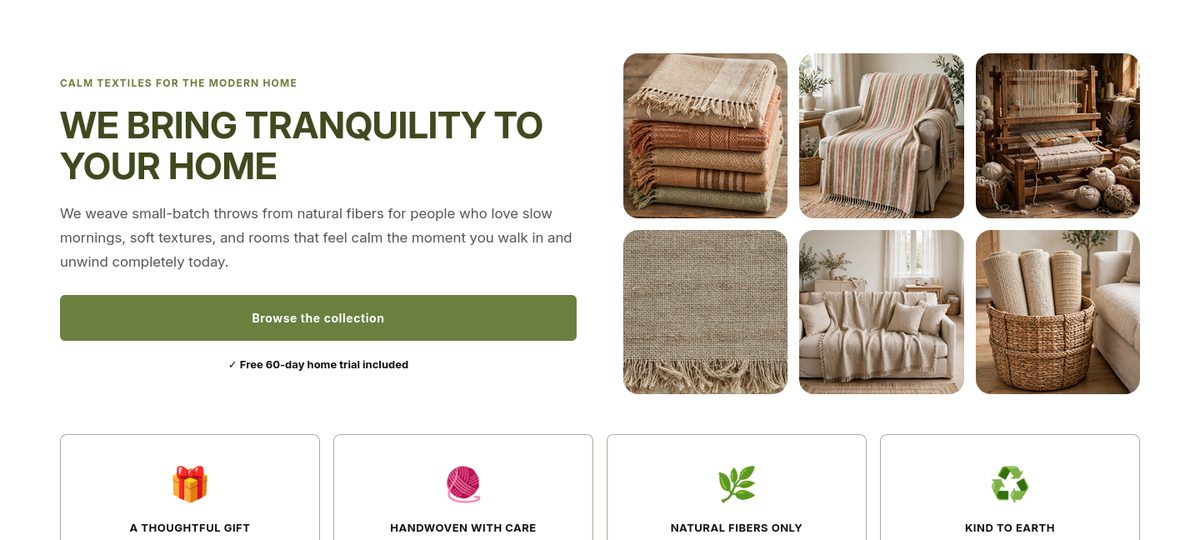 CALM TEXTILES FOR THE MODERN HOME
WE BRING TRANQUILITY TO
YOUR HOME
We weave small-batch throws from natural fibers for people who love slow
mornings, soft textures, and rooms that feel calm the moment you walk in and
unwind completely today.
Browse the collection
✓ Free 60-day home trial included
A THOUGHTFUL GIFT
HANDWOVEN WITH CARE
NATURAL FIBERS ONLY
KIND TO EARTH